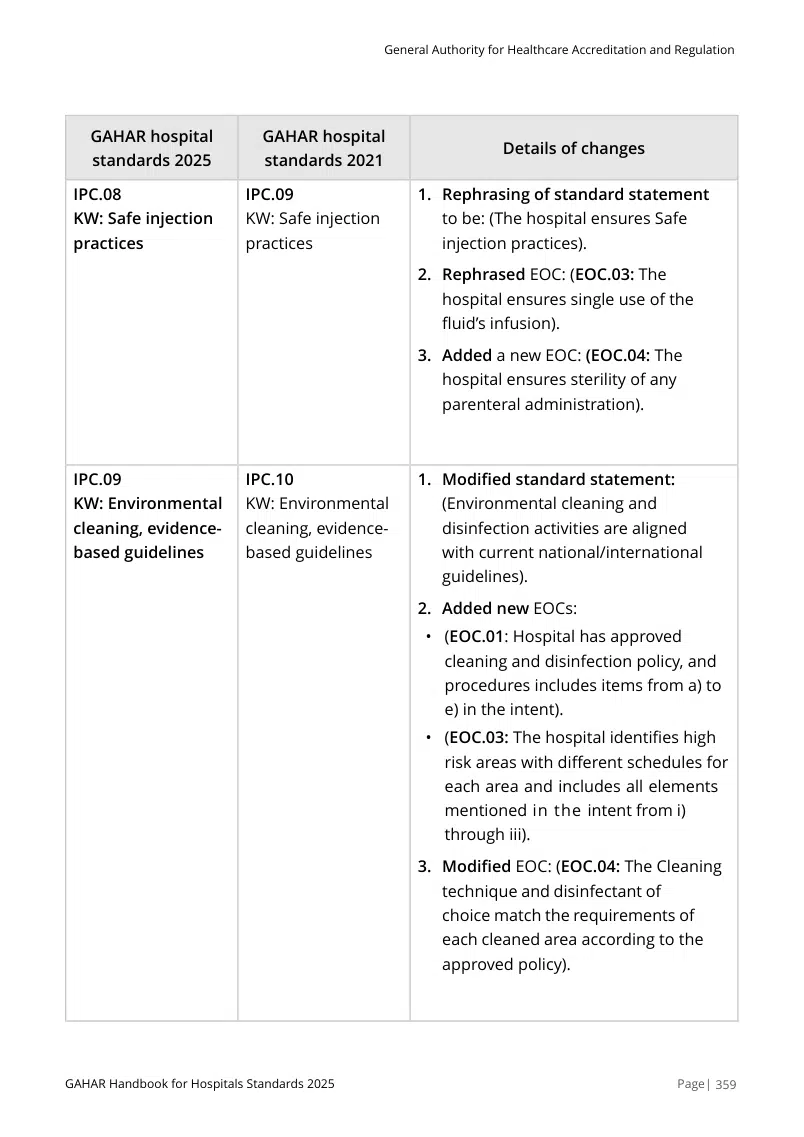 General Authority for Healthcare Accreditation and Regulation
GAHAR hospital
standards 2025
GAHAR hospital
standards 2021
Details of changes
IPC.08
KW: Safe injection
practices
IPC.09
KW: Safe injection
practices
1. Rephrasing of standard statement
to be: (The hospital ensures Safe
injection practices).
2. Rephrased EOC: (EOC.03: The
hospital ensures single use of the
fluid’s infusion).
3. Added a new EOC: (EOC.04: The
hospital ensures sterility of any
parenteral administration).
IPC.09
KW: Environmental
cleaning, evidence-
based guidelines
IPC.10
KW: Environmental
cleaning, evidence-
based guidelines
1. Modified standard statement:
(Environmental cleaning and
disinfection activities are aligned
with current national/international
guidelines).
2. Added new EOCs:
• (EOC.01: Hospital has approved
cleaning and disinfection policy, and
procedures includes items from a) to
e) in the intent).
• (EOC.03: The hospital identifies high
risk areas with different schedules for
each area and includes all elements
mentioned in the intent from i)
through iii).
3. Modified EOC: (EOC.04: The Cleaning
technique and disinfectant of
choice match the requirements of
each cleaned area according to the
approved policy).
GAHAR Handbook for Hospitals Standards 2025
Page| 359